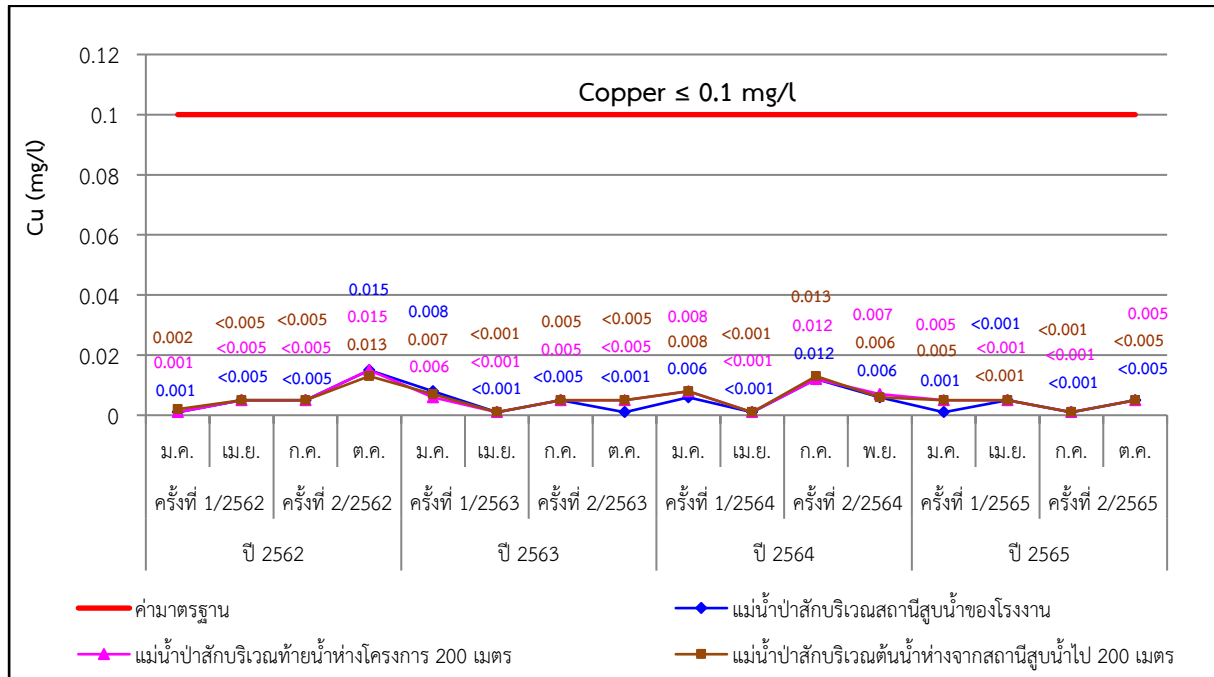 Copper ≤ 0.1 mg/l
Cu (mg/l)
0.12
0.1
0.08
0.06
0.04
0.02
0
0.015 0.008 0.013
0.002 <0.005 <0.005 0.015 0.007 <0.001 0.005 <0.005 0.008 <0.001 0.012 0.007 0.005 <0.001 <0.001 0.005
0.001 <0.005 <0.005 0.013 0.006 <0.001 0.005 <0.005 0.008 <0.001 0.012 0.006 0.005 <0.001 <0.001 <0.005
0.001 <0.005 <0.005 <0.001 <0.005 <0.001 0.006 <0.001 0.006 0.001 <0.001 <0.001 <0.005
ม.ค. เม.ย. ก.ค. ต.ค. ม.ค. เม.ย. ก.ค. ต.ค. ม.ค. เม.ย. ก.ค. พ.ย. ม.ค. เม.ย. ก.ค. ต.ค.
ครั้งที่ 1/2562 ครั้งที่ 2/2562 ครั้งที่ 1/2563 ครั้งที่ 2/2563 ครั้งที่ 1/2564 ครั้งที่ 2/2564 ครั้งที่ 1/2565 ครั้งที่ 2/2565
ปี 2562 ปี 2563 ปี 2564 ปี 2565
ค่ามาตรฐาน แม่น้ำป่าสักบริเวณสถานีสูบน้ำของโรงงาน
แม่น้ำป่าสักบริเวณท้ายน้ำห่างโครงการ 200 เมตร แม่น้ำป่าสักบริเวณต้นน้ำห่างจากสถานีสูบน้ำไป 200 เมตร